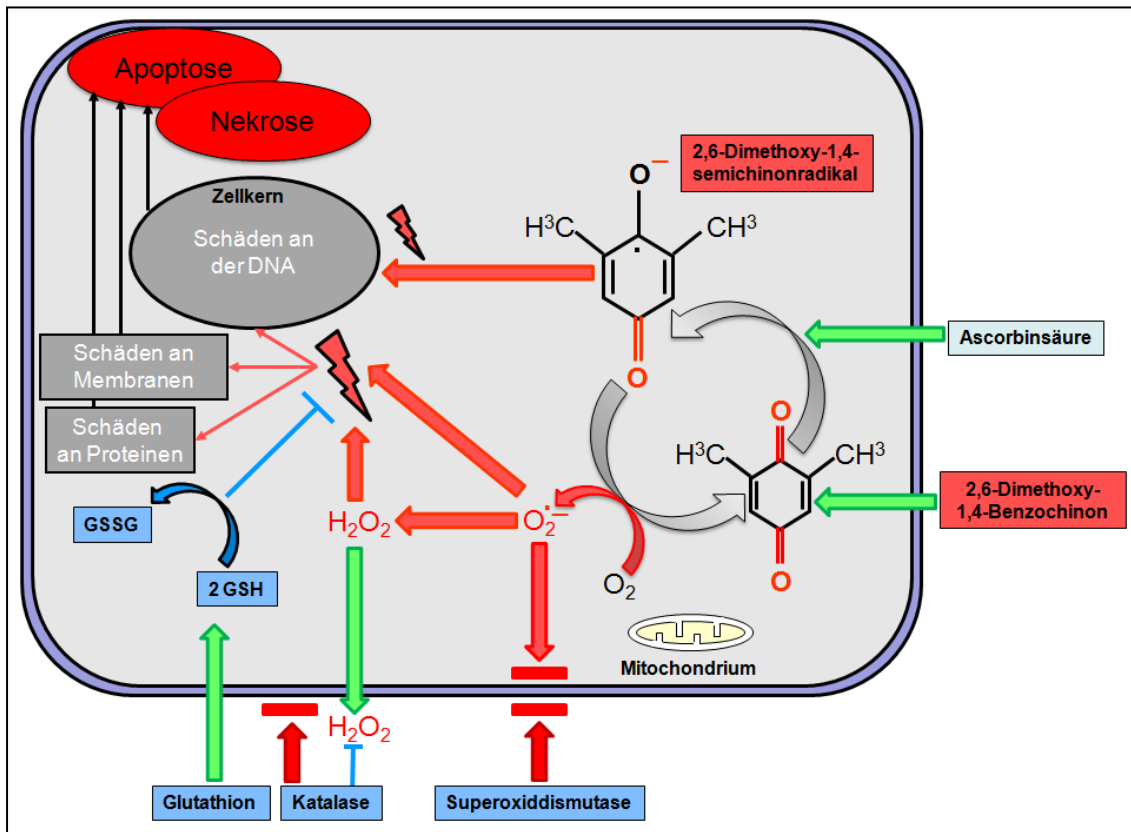 Apoptose
Nekrose
Zellkern
Schäden an
der DNA
Schäden an
Membranen
Schäden
an Proteinen
2,6-Dimethoxy-1,4-
semichinonradikal
O⁻
H³C
CH³
·
O
Ascorbinsäure
O
H³C
CH³
O
2,6-Dimethoxy-
1,4-Benzochinon
GSSG
2 GSH
H₂O₂
O₂·⁻
O₂
Mitochondrium
H₂O₂
Glutathion
Katalase
Superoxiddismutase